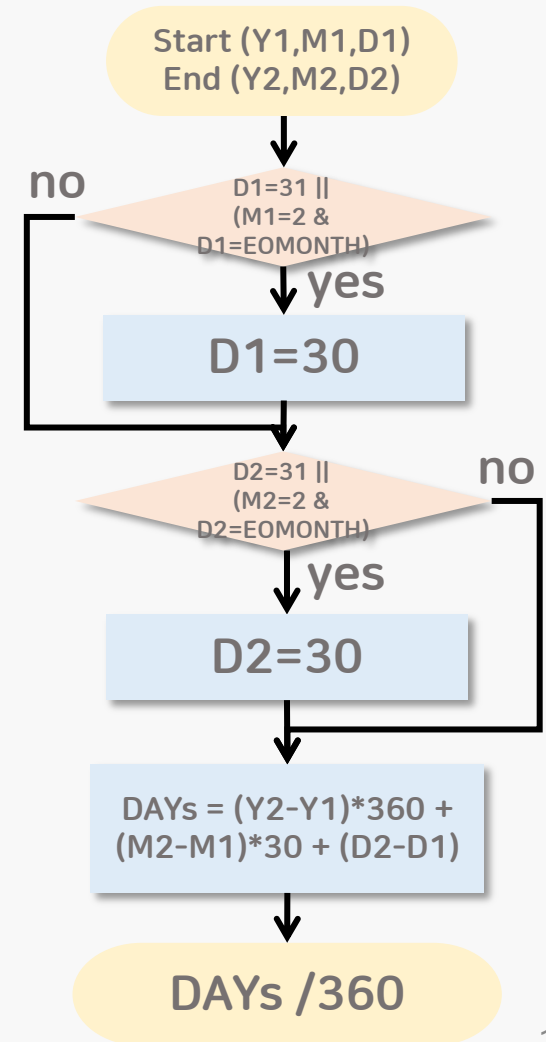 Start (Y1,M1,D1)
End (Y2,M2,D2)
D1=31 ||
(M1=2 &
D1=EOMONTH)
no
yes
D1=30
D2=31 ||
(M2=2 &
D2=EOMONTH)
no
yes
D2=30
DAYs = (Y2-Y1)*360 +
(M2-M1)*30 + (D2-D1)
DAYs /360